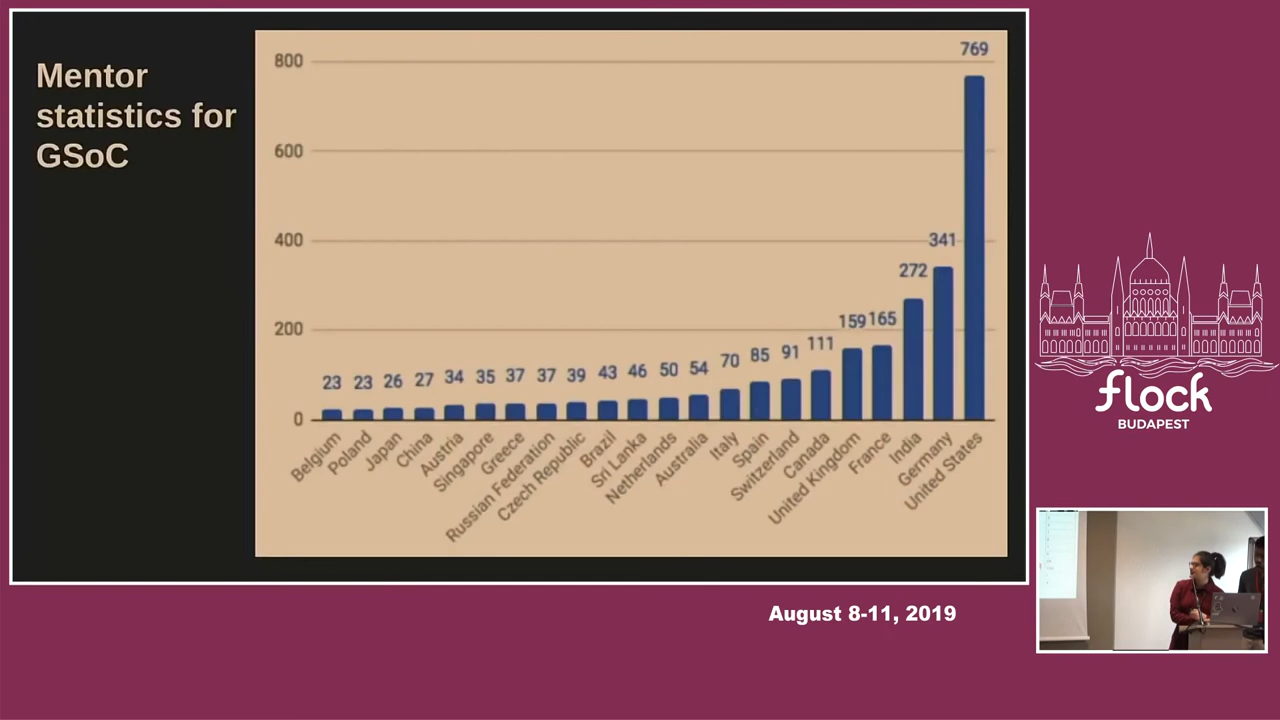 Mentor
statistics for
GSoC
800
600
400
200
0
23
23
26
27
34
35
37
37
39
43
46
50
54
70
85
91
111
159
165
272
341
769
Belgium
Poland
Japan
China
Austria
Singapore
Greece
Russian Federation
Czech Republic
Brazil
Sri Lanka
Netherlands
Australia
Italy
Spain
Switzerland
Canada
United Kingdom
France
India
Germany
United States
flock
BUDAPEST
August 8-11, 2019